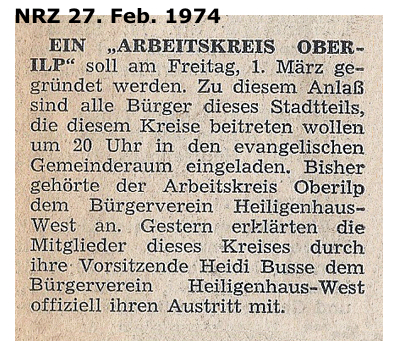 NRZ 27. Feb. 1974
EIN „ARBEITSKREIS OBER-
ILP“ soll am Freitag, 1. März ge-
gründet werden. Zu diesem Anlaß
sind alle Bürger dieses Stadtteils,
die diesem Kreise beitreten wollen
um 20 Uhr in den evangelischen
Gemeinderaum eingeladen. Bisher
gehörte der Arbeitskreis Oberilp
dem Bürgerverein Heiligenhaus-
West an. Gestern erklärten die
Mitglieder dieses Kreises durch
ihre Vorsitzende Heidi Busse dem
Bürgerverein Heiligenhaus-West
offiziell ihren Austritt mit.